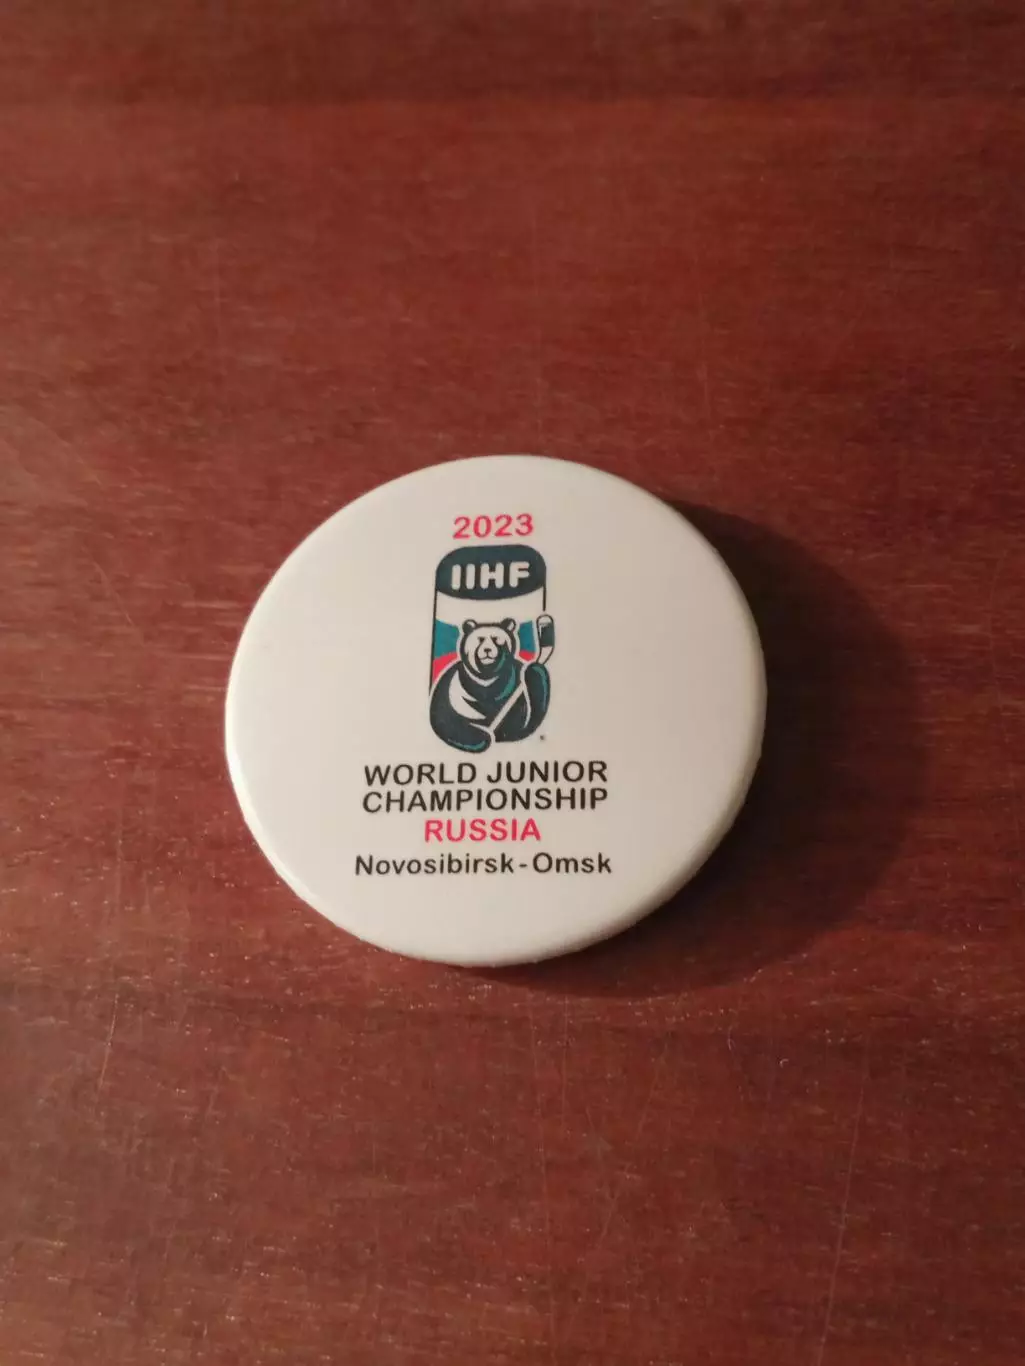 2023
IIHF
WORLD JUNIOR
CHAMPIONSHIP
RUSSIA
Novosibirsk-Omsk